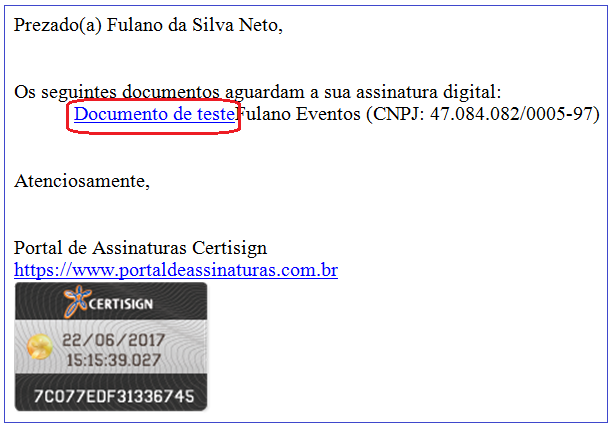 Prezado(a) Fulano da Silva Neto,
Os seguintes documentos aguardam a sua assinatura digital:
Documento de testeFulano Eventos (CNPJ: 47.084.082/0005-97)
Atenciosamente,
Portal de Assinaturas Certisign
https://www.portaldeassinaturas.com.br
CERTISIGN
22/06/2017
15:15:39.027
7C077EDF31336745